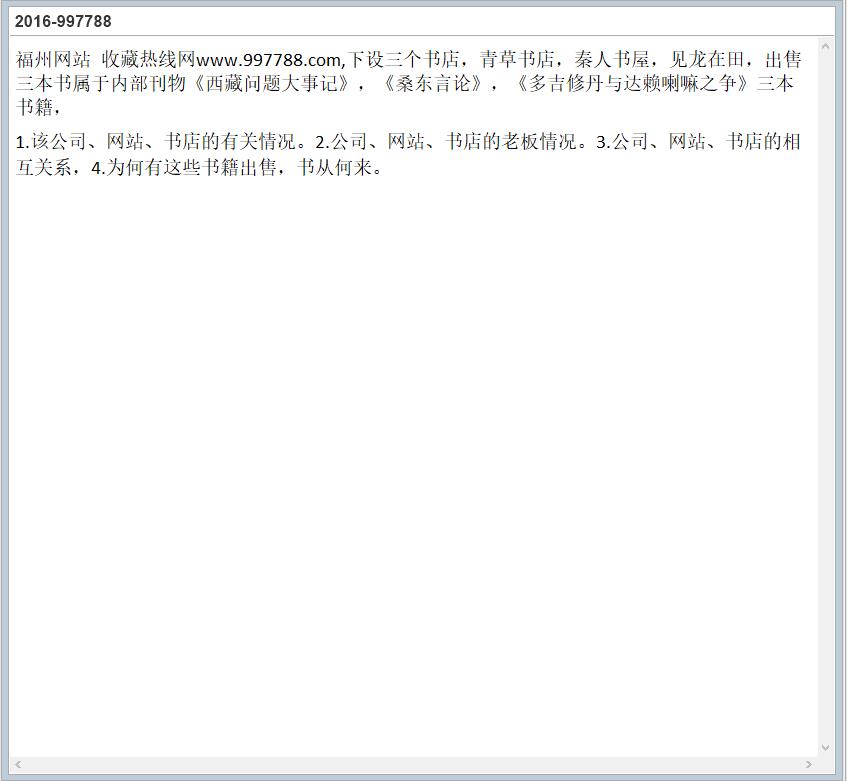 2016-997788
福州网站  收藏热线网www.997788.com,下设三个书店，青草书店，秦人书屋，见龙在田，出售
三本书属于内部刊物《西藏问题大事记》，《桑东言论》，《多吉修丹与达赖喇嘛之争》三本
书籍，
1.该公司、网站、书店的有关情况。2.公司、网站、书店的老板情况。3.公司、网站、书店的相
互关系，4.为何有这些书籍出售，书从何来。